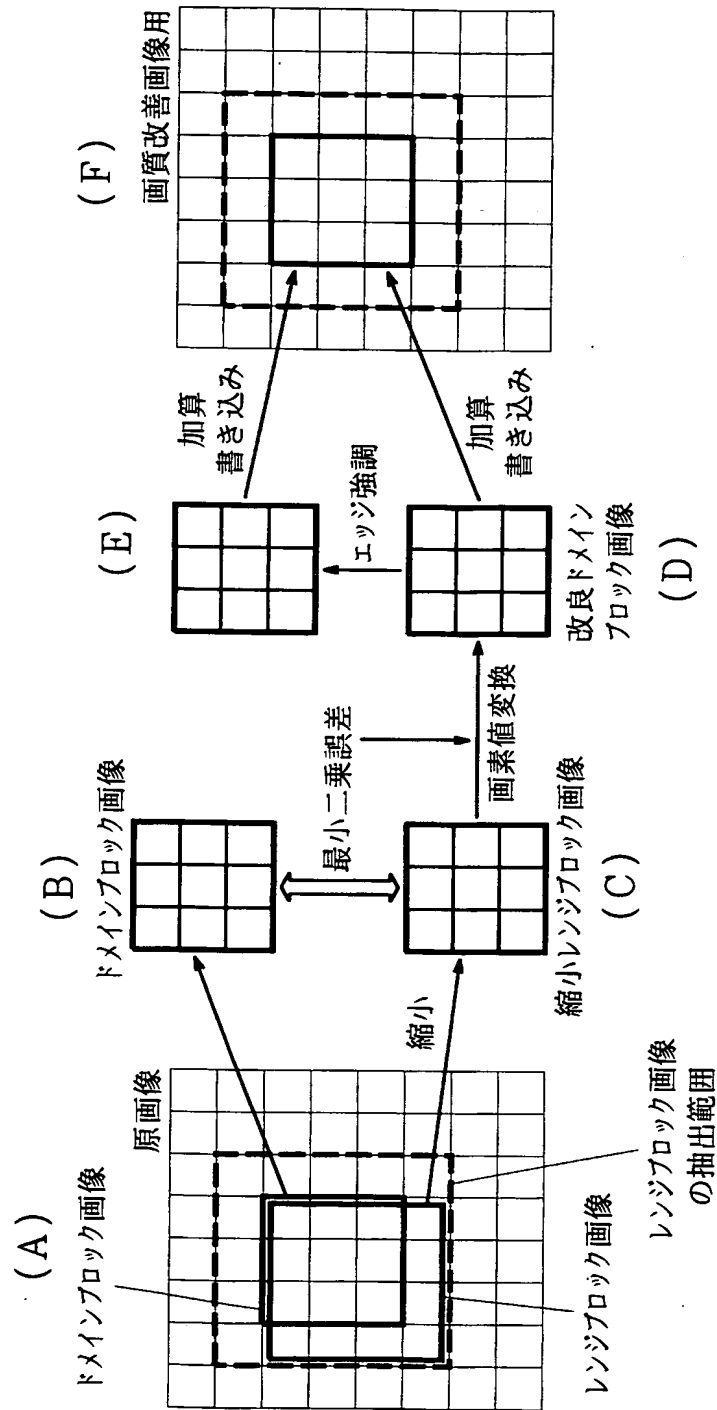 (A)
ドメインブロック画像
原画像
レンジブロック画像
レンジブロック画像
の抽出範囲
(B)
ドメインブロック画像
最小二乗誤差
縮小
縮小レンジブロック画像
(C)
画素値変換
(E)
エッジ強調
改良ドメイン
ブロック画像
(D)
加算
書き込み
加算
書き込み
(F)
画質改善画像用